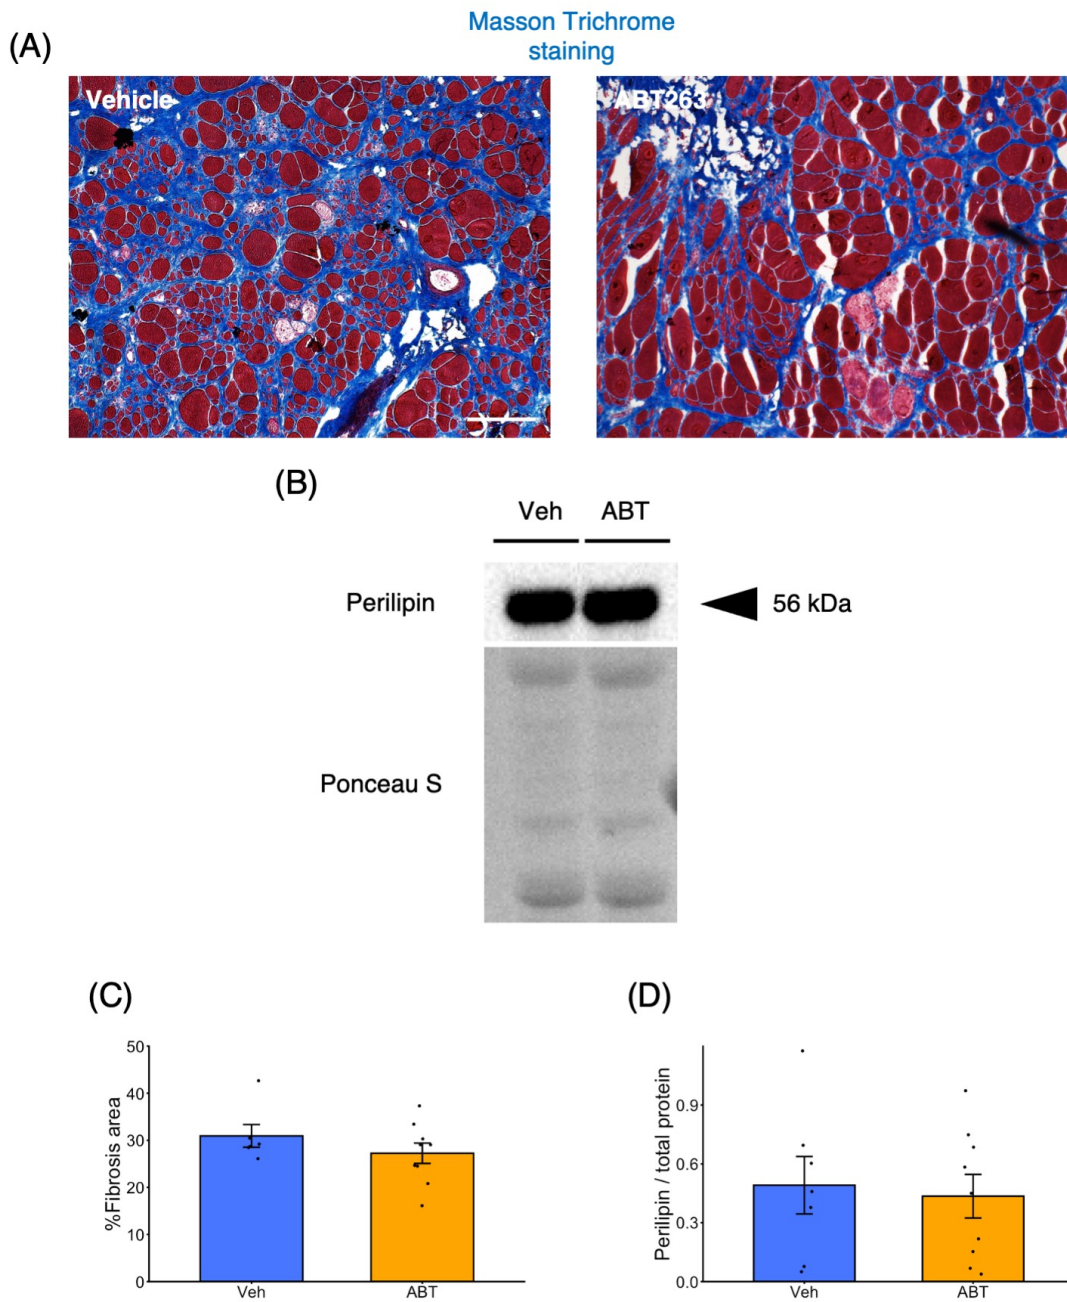 Masson Trichrome
staining
(A)
Vehicle
ABT263
(B)
Veh ABT
Perilipin
56 kDa
Ponceau S
(C)
(D)
%Fibrosis area
50
40
30
20
10
0
Veh ABT
Perilipin / total protein
0.9
0.6
0.3
0.0
Veh ABT